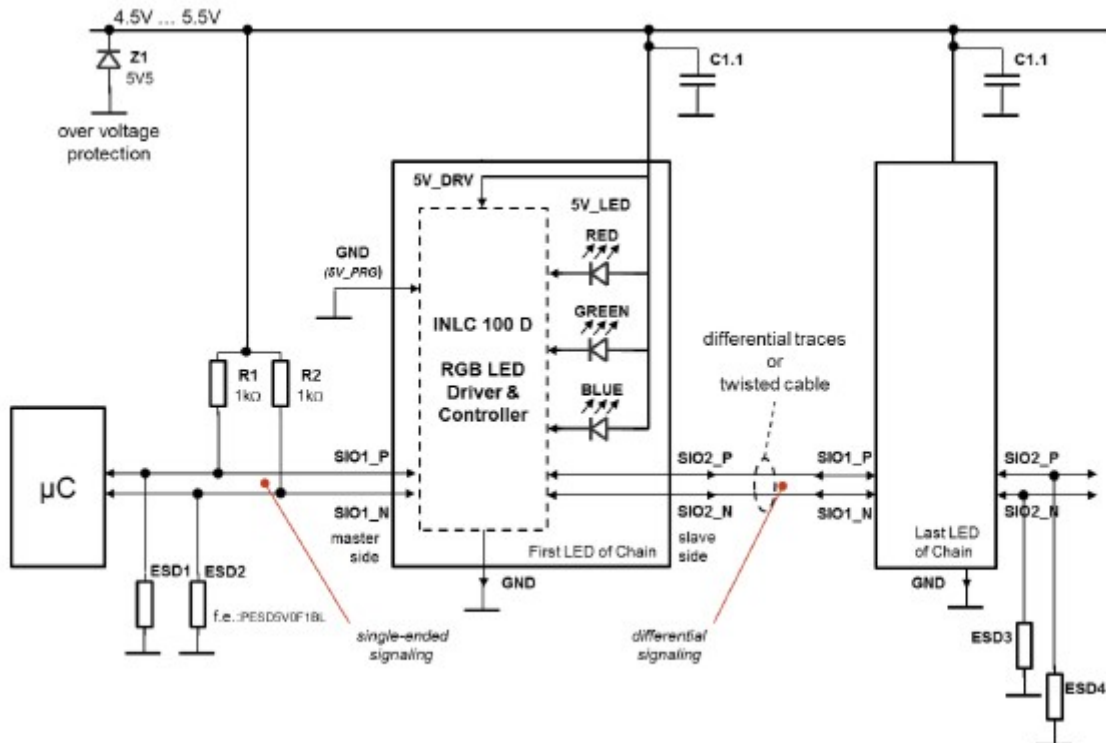 4.5V ... 5.5V
Z1
5V5
over voltage
protection
C1.1
C1.1
5V_DRV
5V_LED
RED
GND
(5V_PRG)
INLC 100 D
GREEN
RGB LED
Driver &
Controller
BLUE
differential traces
or
twisted cable
R1
1kΩ
R2
1kΩ
µC
SIO1_P
SIO1_N
SIO2_P
SIO2_N
SIO1_P
SIO1_N
SIO2_P
SIO2_N
master
side
First LED of Chain
slave
side
Last LED
of Chain
GND
GND
ESD1
ESD2
f.e.:PESD5V0F1BL
single-ended
signaling
differential
signaling
ESD3
ESD4